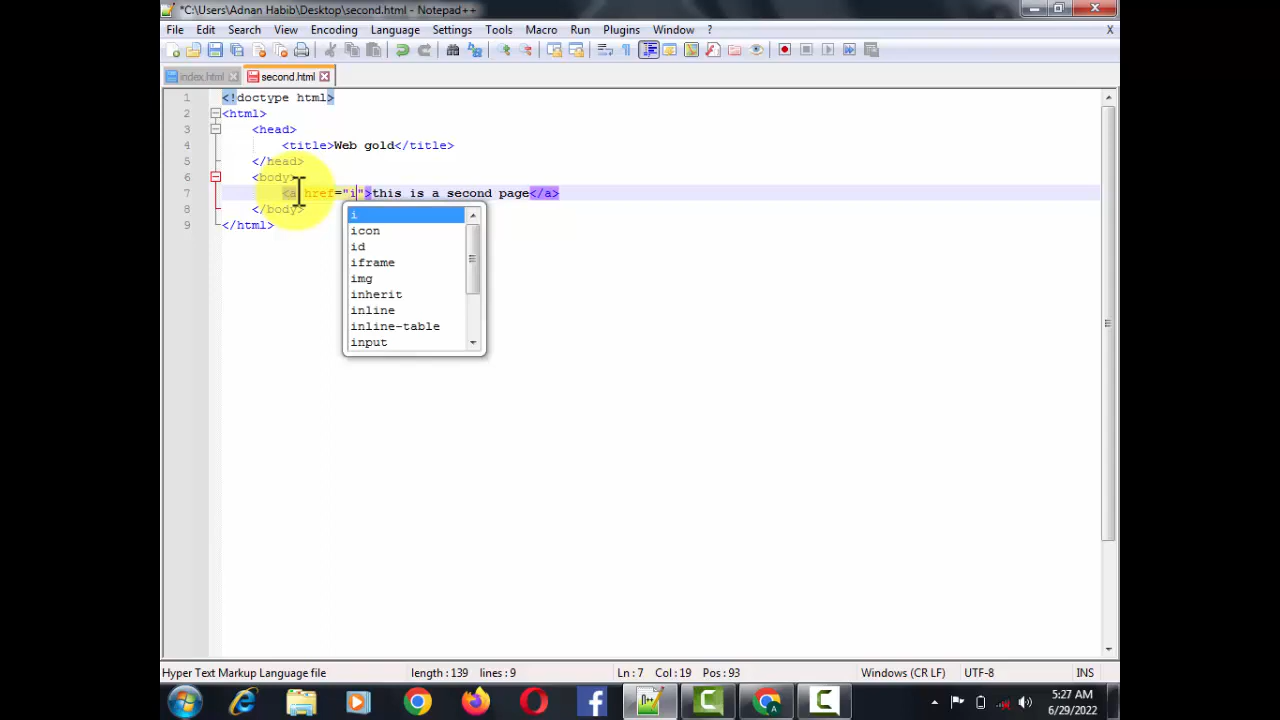 *C:\Users\Adnan Habib\Desktop\second.html - Notepad++
File Edit Search View Encoding Language Settings Tools Macro Run Plugins Window ? X
index.html second.html
1 <!doctype html>
2 <html>
3 <head>
4 <title>Web gold</title>
5 </head>
6 <body>
7 <a href="i">this is a second page</a>
8 </body>
9 </html>
i
icon
id
iframe
img
inherit
inline
inline-table
input
Hyper Text Markup Language file length : 139 lines : 9 Ln : 7 Col : 19 Pos : 93 Windows (CR LF) UTF-8 INS
5:27 AM
6/29/2022